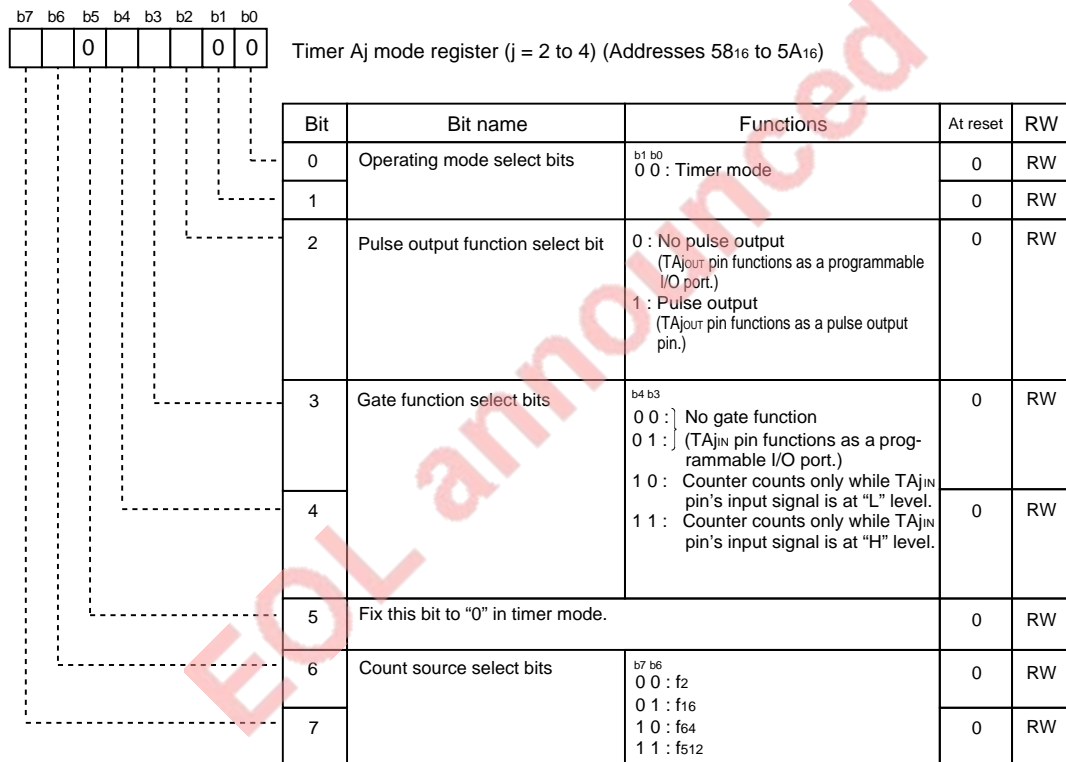 b7 b6 b5 b4 b3 b2 b1 b0
0 0 0
Timer Aj mode register (j = 2 to 4) (Addresses 5816 to 5A16)
Bit Bit name Functions At reset RW
0 Operating mode select bits b1 b0 0 RW
0 0 : Timer mode
1 0 RW
2 Pulse output function select bit 0 : No pulse output 0 RW
(TAjOUT pin functions as a programmable
I/O port.)
1 : Pulse output
(TAjOUT pin functions as a pulse output
pin.)
3 Gate function select bits b4 b3 0 RW
0 0 : No gate function
0 1 : (TAjIN pin functions as a prog-
rammable I/O port.)
1 0 : Counter counts only while TAjIN
pin's input signal is at “L” level.
4 0 RW
1 1 : Counter counts only while TAjIN
pin's input signal is at “H” level.
5 Fix this bit to “0” in timer mode. 0 RW
6 Count source select bits b7 b6 0 RW
0 0 : f2
0 1 : f16
7 1 0 : f64 0 RW
1 1 : f512
EOL announced